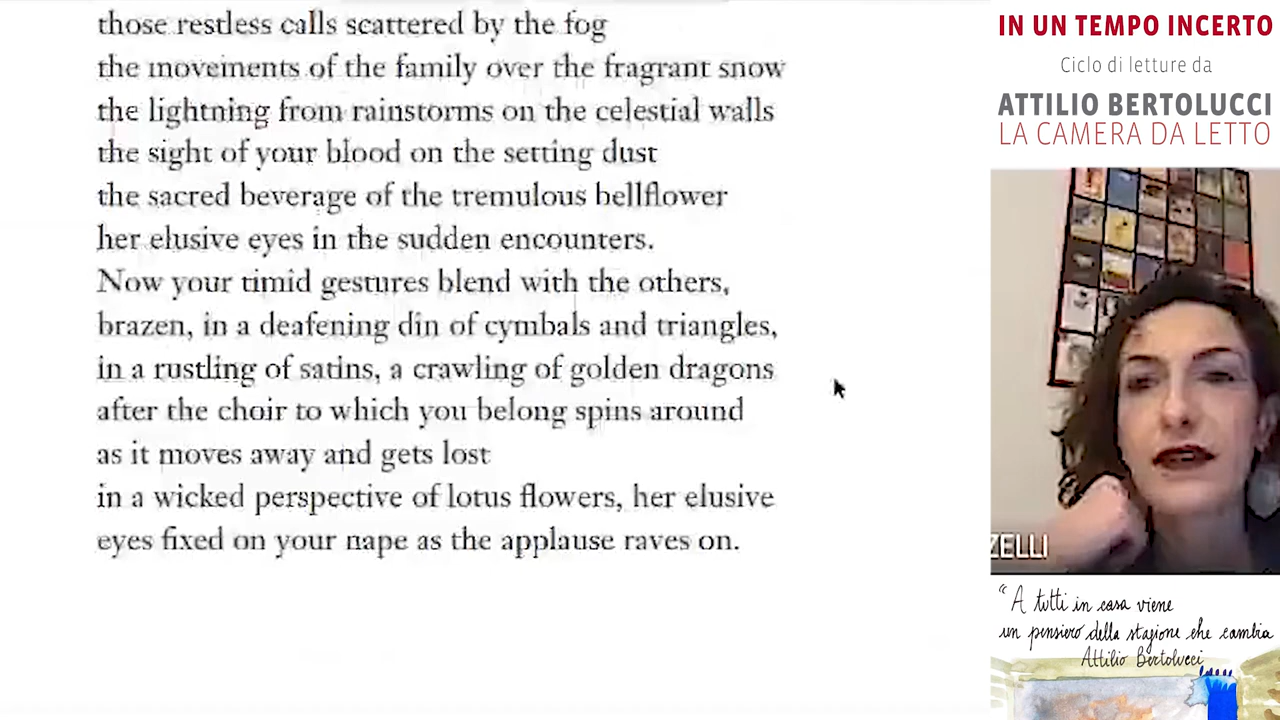 those restless calls scattered by the fog
the movements of the family over the fragrant snow
the lightning from rainstorms on the celestial walls
the sight of your blood on the setting dust
the sacred beverage of the tremulous bellflower
her elusive eyes in the sudden encounters.
Now your timid gestures blend with the others,
brazen, in a deafening din of cymbals and triangles,
in a rustling of satins, a crawling of golden dragons
after the choir to which you belong spins around
as it moves away and gets lost
in a wicked perspective of lotus flowers, her elusive
eyes fixed on your nape as the applause raves on.
IN UN TEMPO INCERTO
Ciclo di letture da
ATTILIO BERTOLUCCI
LA CAMERA DA LETTO
ZELLI
"A tutti in casa viene
un pensiero della stagione che cambia
Attilio Bertolucci